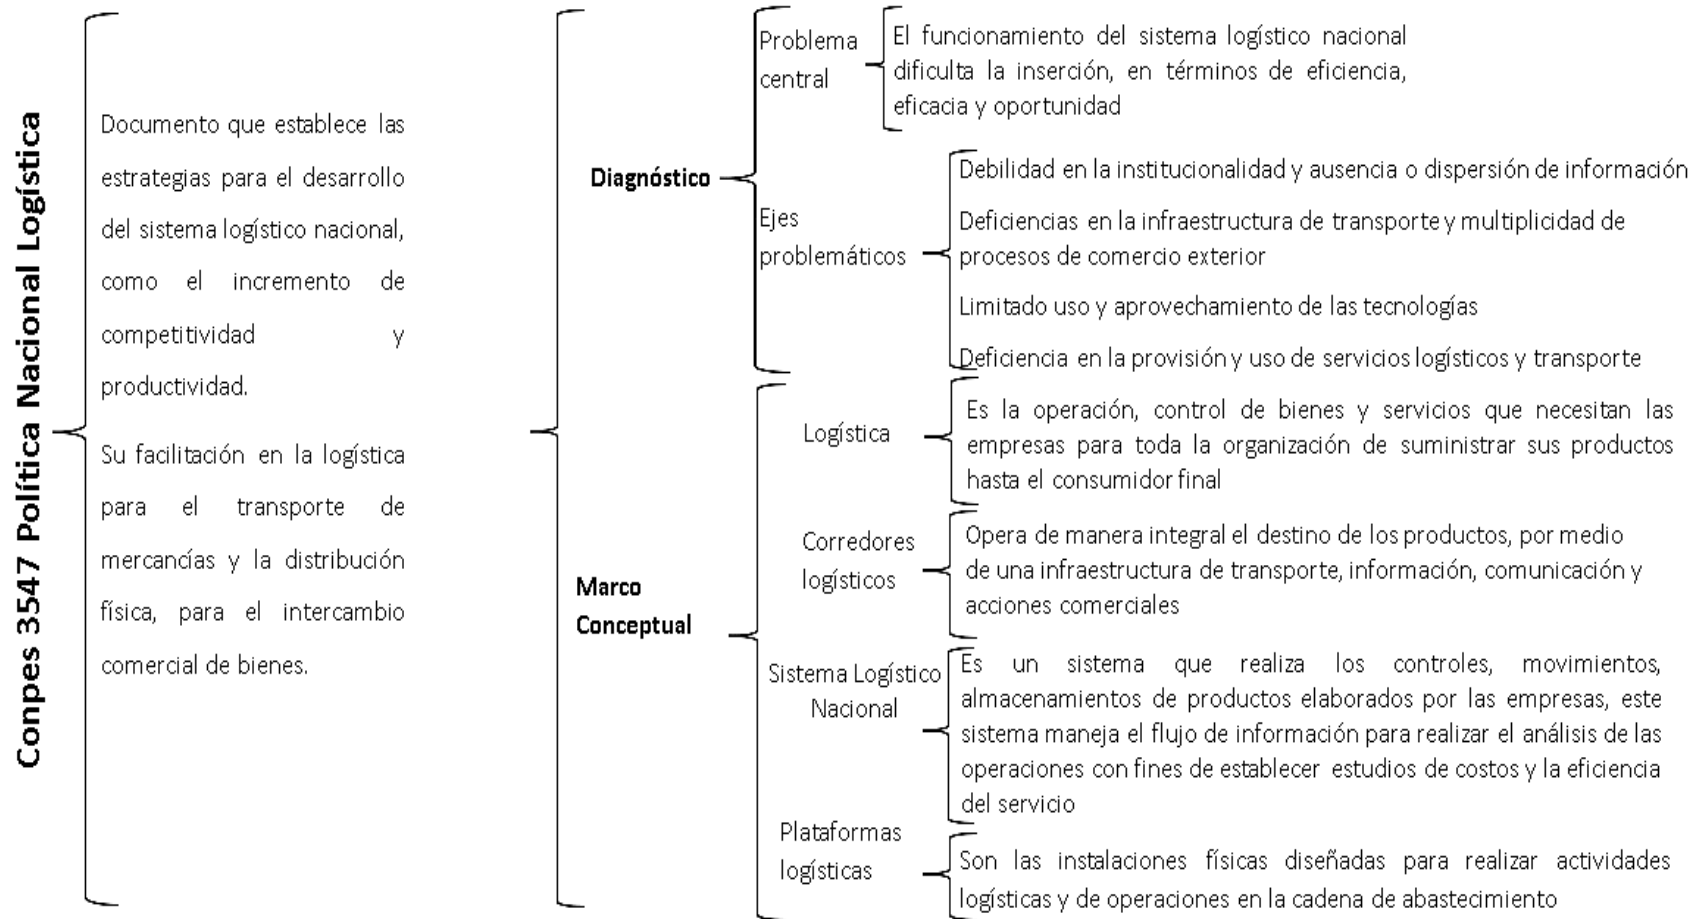 Conpes 3547 Política Nacional Logística
Documento que establece las
estrategias para el desarrollo
del sistema logístico nacional,
como el incremento de
competitividad y
productividad.
Su facilitación en la logística
para el transporte de
mercancías y la distribución
física, para el intercambio
comercial de bienes.
Diagnóstico
Problema
central
El funcionamiento del sistema logístico nacional
dificulta la inserción, en términos de eficiencia,
eficacia y oportunidad
Ejes
problemáticos
Debilidad en la institucionalidad y ausencia o dispersión de información
Deficiencias en la infraestructura de transporte y multiplicidad de
procesos de comercio exterior
Limitado uso y aprovechamiento de las tecnologías
Deficiencia en la provisión y uso de servicios logísticos y transporte
Marco
Conceptual
Logística
Es la operación, control de bienes y servicios que necesitan las
empresas para toda la organización de suministrar sus productos
hasta el consumidor final
Corredores
logísticos
Opera de manera integral el destino de los productos, por medio
de una infraestructura de transporte, información, comunicación y
acciones comerciales
Sistema Logístico
Nacional
Es un sistema que realiza los controles, movimientos,
almacenamientos de productos elaborados por las empresas, este
sistema maneja el flujo de información para realizar el análisis de las
operaciones con fines de establecer estudios de costos y la eficiencia
del servicio
Plataformas
logísticas
Son las instalaciones físicas diseñadas para realizar actividades
logísticas y de operaciones en la cadena de abastecimiento